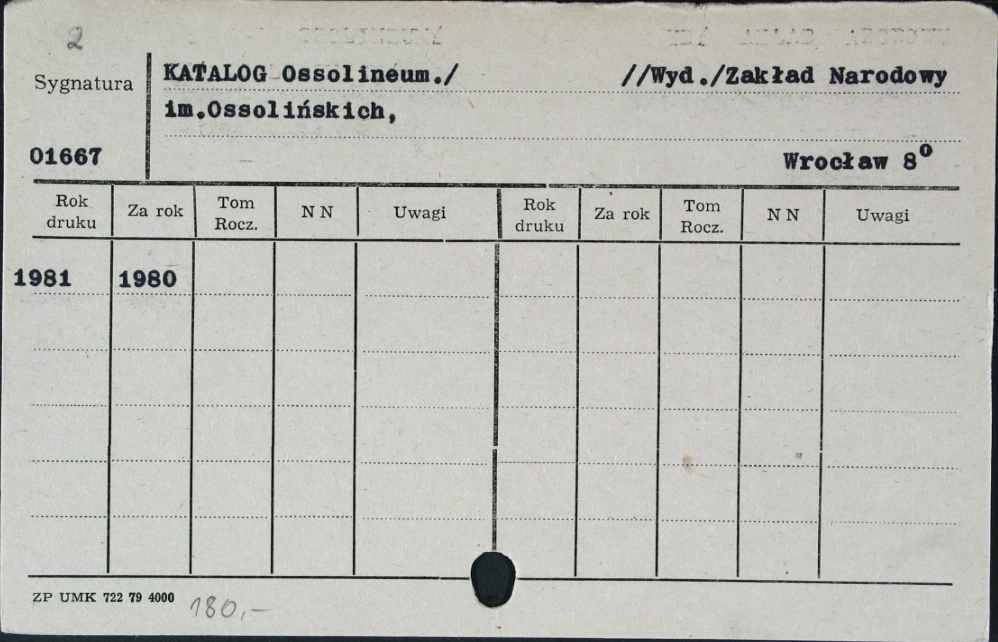 2
Sygnatura
KATALOG Ossolineum./ //Wyd./Zakład Narodowy
im.Ossolińskich,
01667
Wrocław 8⁰
Rok druku Za rok Tom Rocz. N N Uwagi Rok druku Za rok Tom Rocz. N N Uwagi
1981 1980
ZP UMK 722 79 4000
180,-